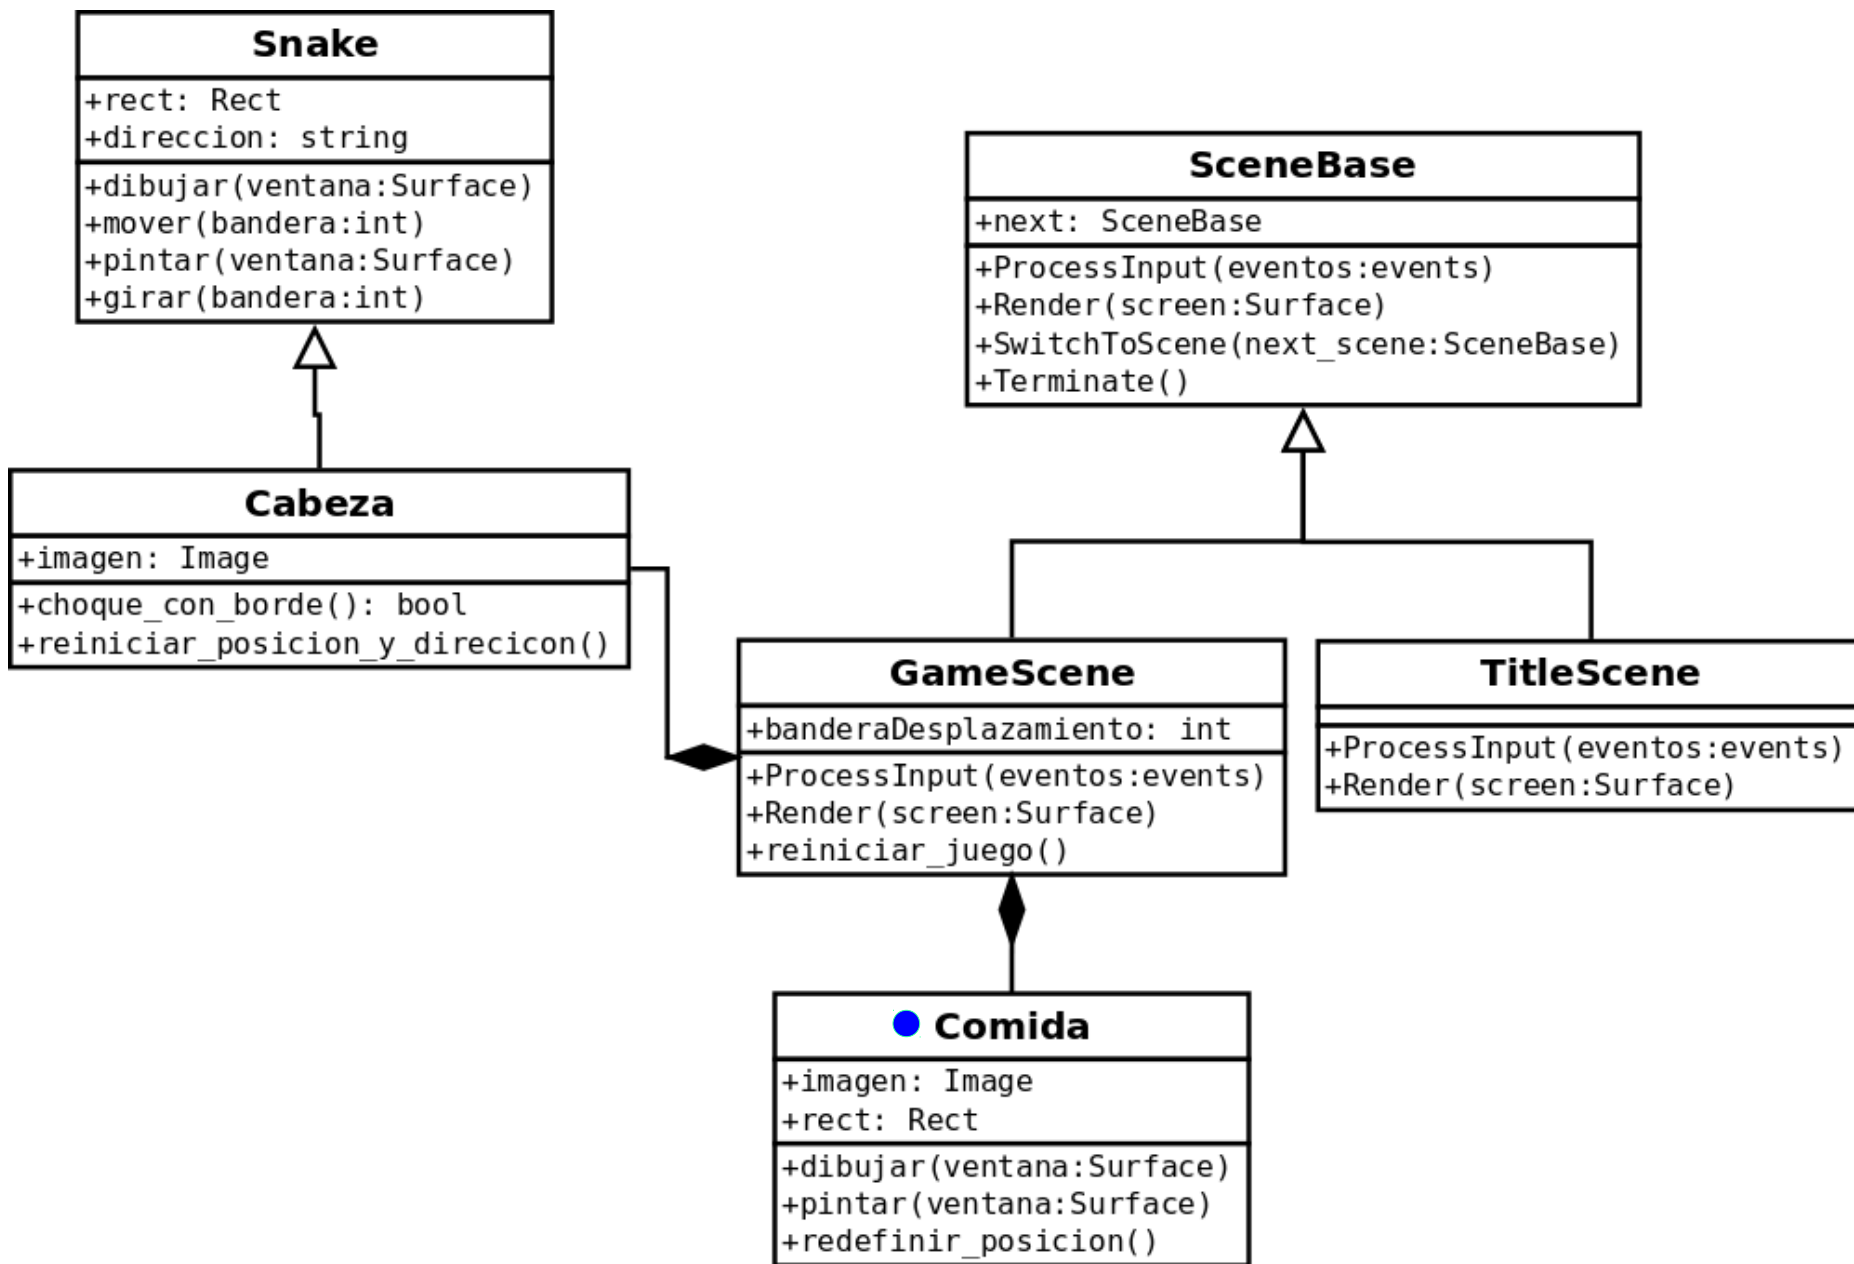 Snake
+rect: Rect
+direccion: string
+dibujar(ventana:Surface)
+mover(bandera:int)
+pintar(ventana:Surface)
+girar(bandera:int)
SceneBase
+next: SceneBase
+ProcessInput(eventos:events)
+Render(screen:Surface)
+SwitchToScene(next_scene:SceneBase)
+Terminate()
Cabeza
+imagen: Image
+choque_con_borde(): bool
+reiniciar_posicion_y_direcicon()
GameScene
+banderaDesplazamiento: int
+ProcessInput(eventos:events)
+Render(screen:Surface)
+reiniciar_juego()
TitleScene
+ProcessInput(eventos:events)
+Render(screen:Surface)
Comida
+imagen: Image
+rect: Rect
+dibujar(ventana:Surface)
+pintar(ventana:Surface)
+redefinir_posicion()